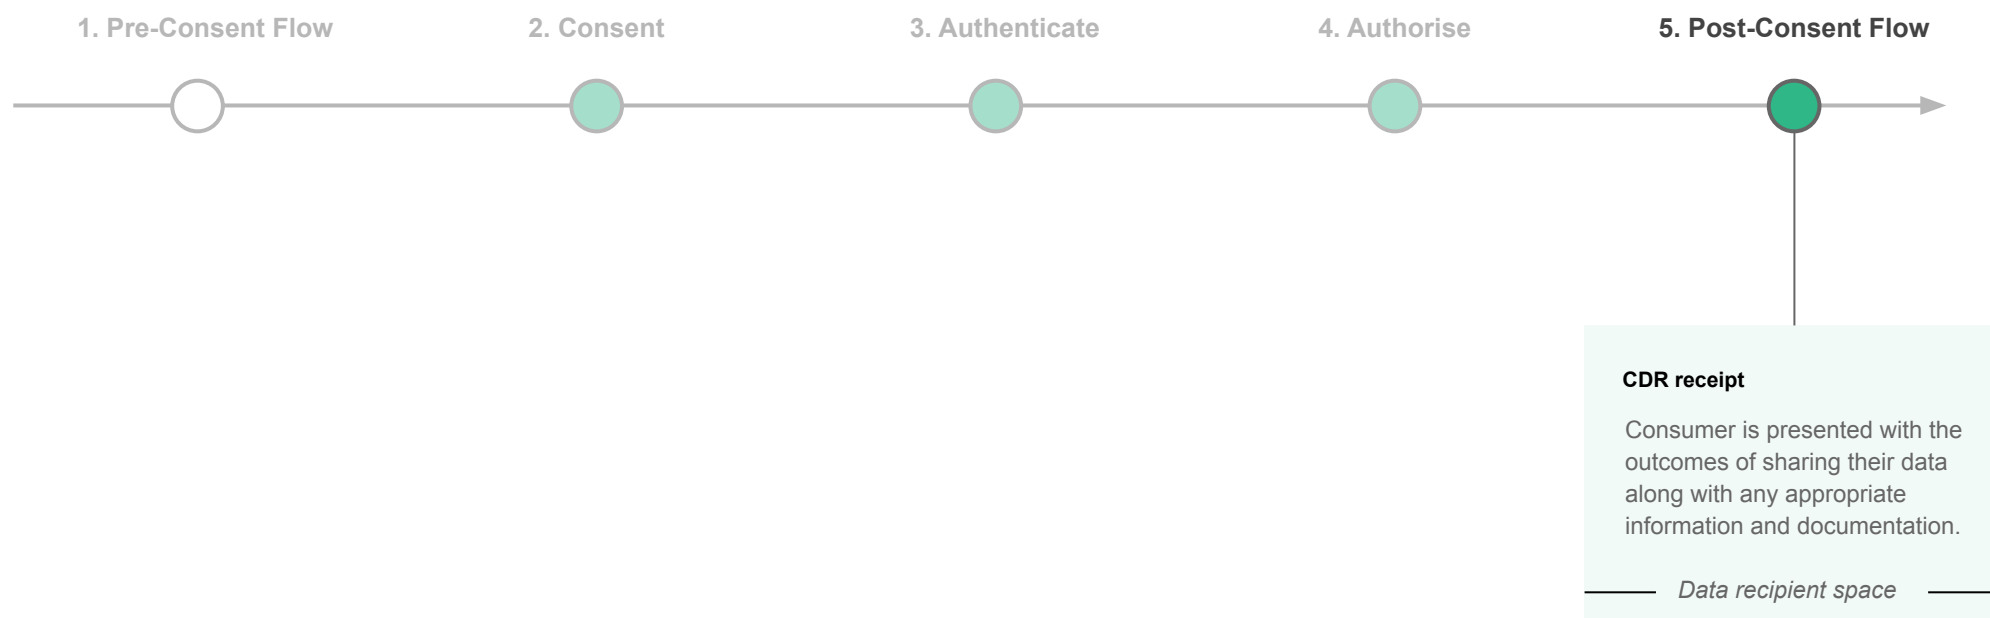 1. Pre-Consent Flow
2. Consent
3. Authenticate
4. Authorise
5. Post-Consent Flow
CDR receipt
Consumer is presented with the
outcomes of sharing their data
along with any appropriate
information and documentation.
Data recipient space